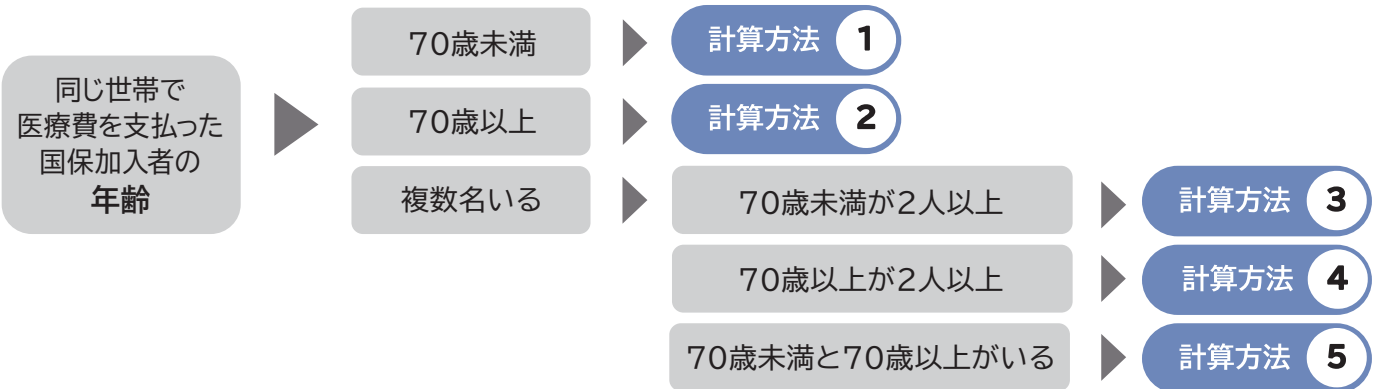 同じ世帯で
医療費を支払った
国保加入者の
年齢
70歳未満
計算方法 1
70歳以上
計算方法 2
複数名いる
70歳未満が2人以上
計算方法 3
70歳以上が2人以上
計算方法 4
70歳未満と70歳以上がいる
計算方法 5